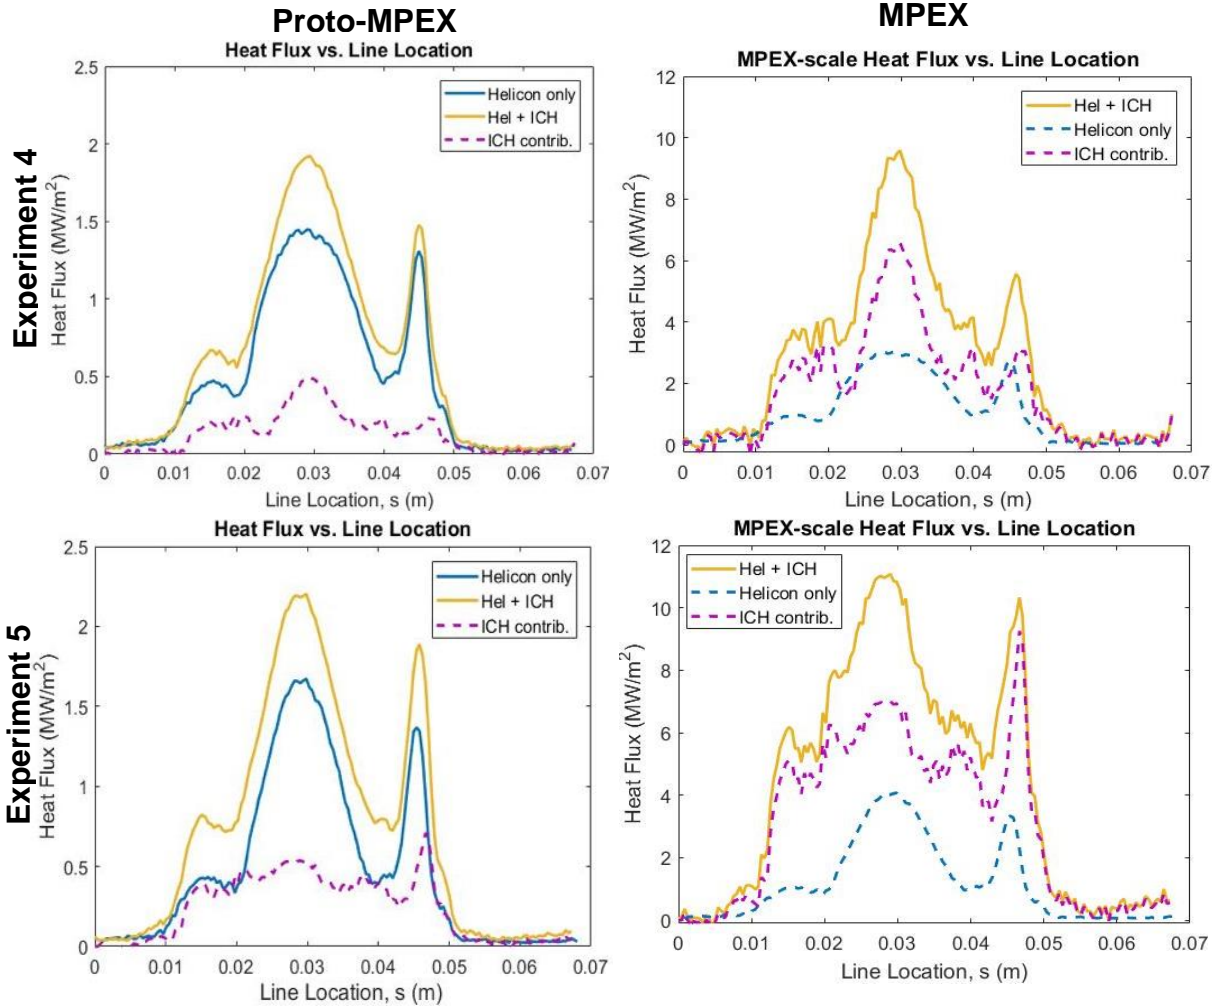 Proto-MPEX
MPEX
Experiment 4
Heat Flux vs. Line Location
Heat Flux (MW/m²)
2.5
2
1.5
1
0.5
0
Helicon only
Hel + ICH
ICH contrib.
0 0.01 0.02 0.03 0.04 0.05 0.06 0.07
Line Location, s (m)
MPEX-scale Heat Flux vs. Line Location
Heat Flux (MW/m²)
12
10
8
6
4
2
0
Hel + ICH
Helicon only
ICH contrib.
0 0.01 0.02 0.03 0.04 0.05 0.06 0.07
Line Location, s (m)
Experiment 5
Heat Flux vs. Line Location
Heat Flux (MW/m²)
2.5
2
1.5
1
0.5
0
Helicon only
Hel + ICH
ICH contrib.
0 0.01 0.02 0.03 0.04 0.05 0.06 0.07
Line Location, s (m)
MPEX-scale Heat Flux vs. Line Location
Heat Flux (MW/m²)
12
10
8
6
4
2
0
Hel + ICH
Helicon only
ICH contrib.
0 0.01 0.02 0.03 0.04 0.05 0.06 0.07
Line Location, s (m)